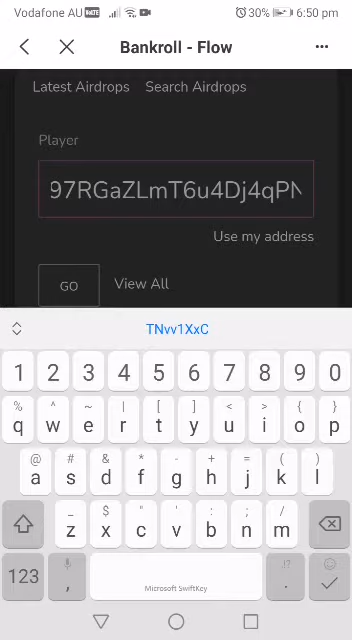 Vodafone AU VoLTE 30% 6:50 pm
Bankroll - Flow
Latest Airdrops Search Airdrops
Player
97RGaZLmT6u4Dj4qPN
Use my address
GO View All
TNvv1XxC
1 2 3 4 5 6 7 8 9 0
% ^ ~ | [ ] < > { }
q w e r t y u i o p
@ # & * - + = ( )
a s d f g h j k l
_ $ " ' : ; /
z x c v b n m
123 , Microsoft SwiftKey .!? .